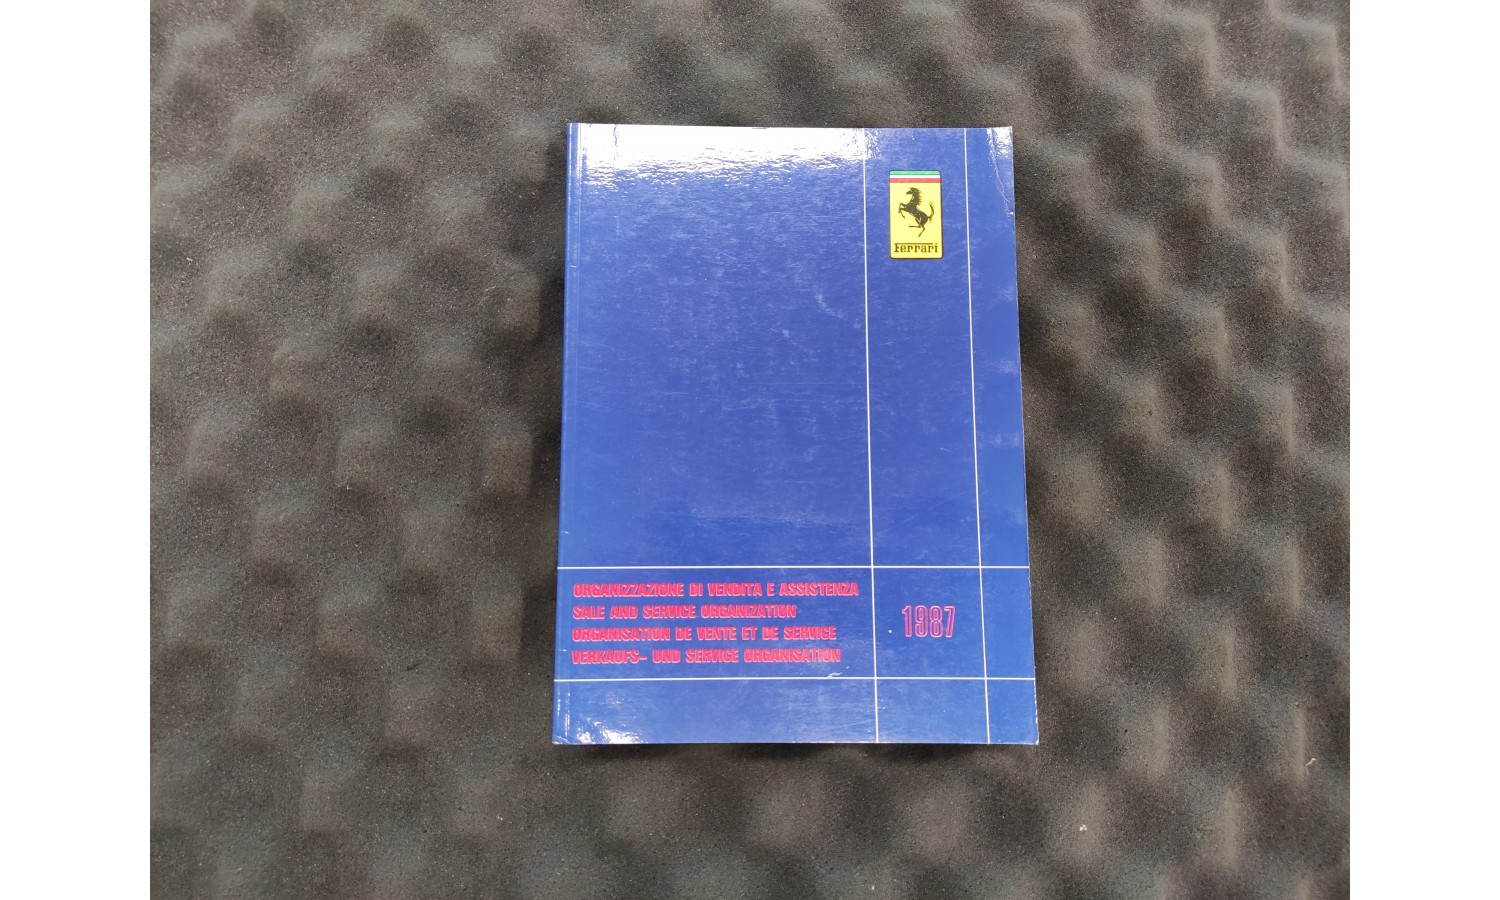 Ferrari
ORGANIZZAZIONE DI VENDITA E ASSISTENZA
SALE AND SERVICE ORGANIZATION
ORGANISATION DE VENTE ET DE SERVICE
VERKAUFS- UND SERVICE ORGANISATION
1987